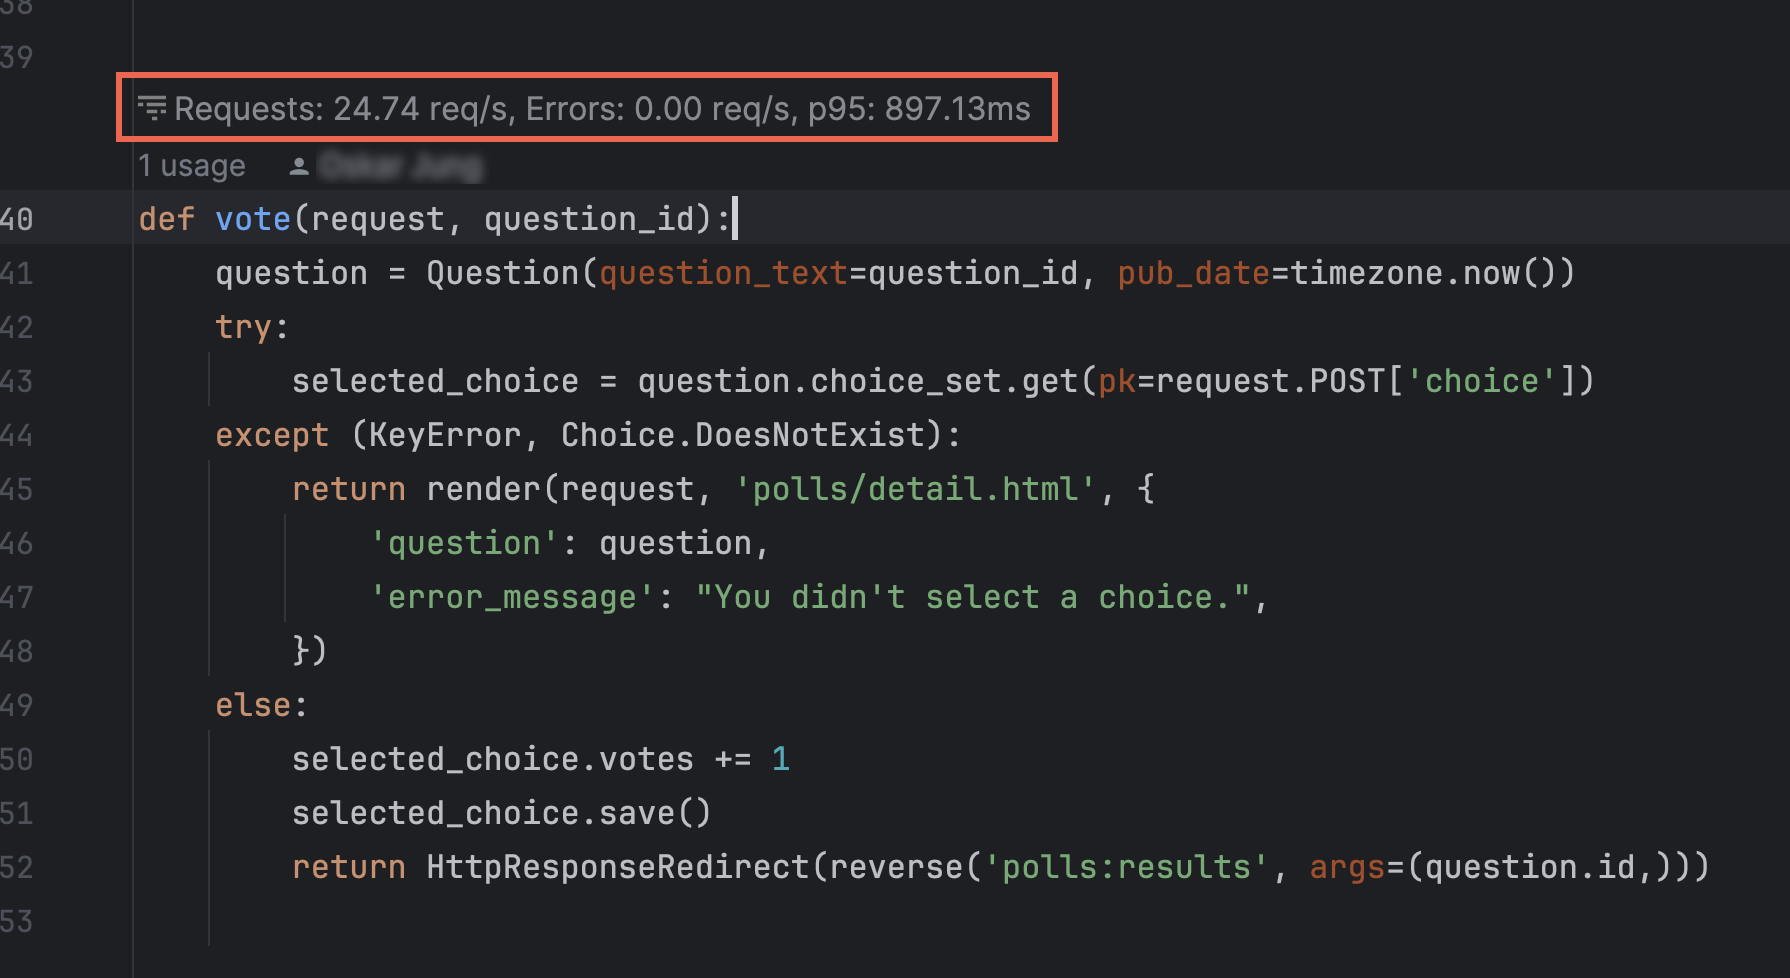 38
39
Requests: 24.74 req/s, Errors: 0.00 req/s, p95: 897.13ms
1 usage
40 def vote(request, question_id):
41 question = Question(question_text=question_id, pub_date=timezone.now())
42 try:
43 selected_choice = question.choice_set.get(pk=request.POST['choice'])
44 except (KeyError, Choice.DoesNotExist):
45 return render(request, 'polls/detail.html', {
46 'question': question,
47 'error_message': "You didn't select a choice.",
48 })
49 else:
50 selected_choice.votes += 1
51 selected_choice.save()
52 return HttpResponseRedirect(reverse('polls:results', args=(question.id,)))
53